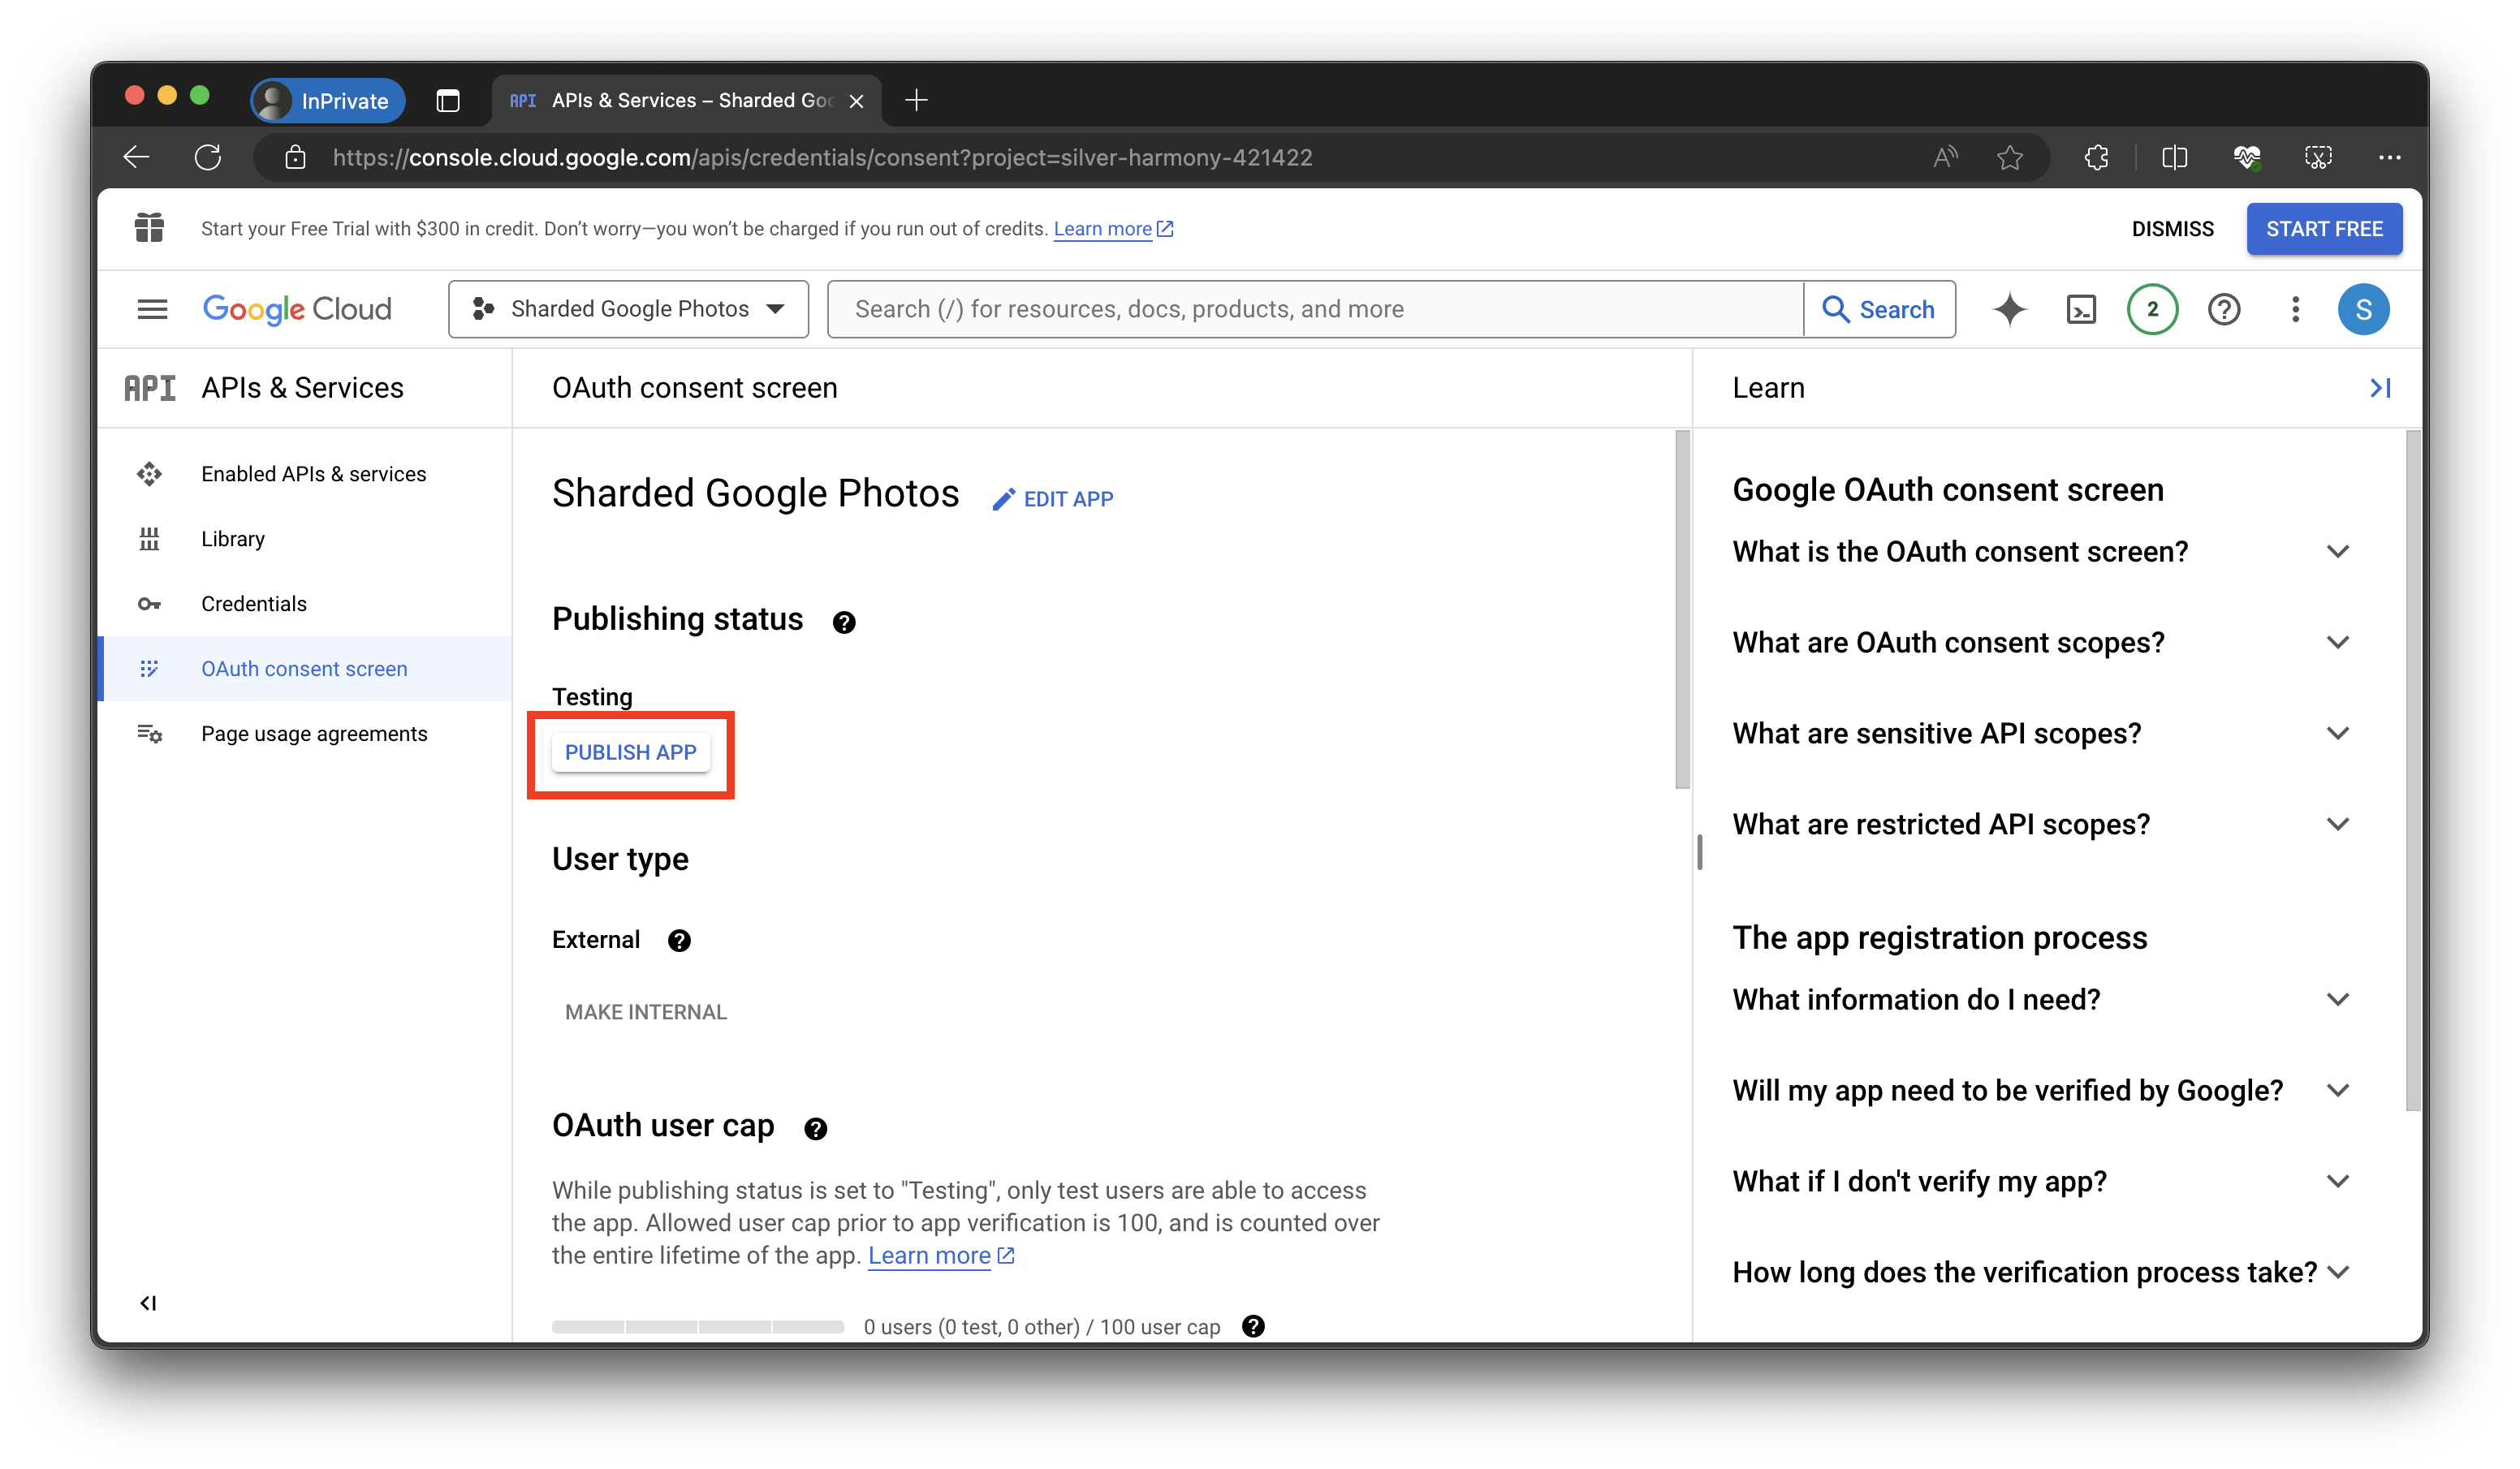 InPrivate
API APIs & Services – Sharded Goo
https://console.cloud.google.com/apis/credentials/consent?project=silver-harmony-421422
Start your Free Trial with $300 in credit. Don’t worry—you won’t be charged if you run out of credits. Learn more
DISMISS
START FREE
Google Cloud
Sharded Google Photos
Search (/) for resources, docs, products, and more
Search
2
S
API APIs & Services
Enabled APIs & services
Library
Credentials
OAuth consent screen
Page usage agreements
OAuth consent screen
Sharded Google Photos
EDIT APP
Publishing status
Testing
PUBLISH APP
User type
External
MAKE INTERNAL
OAuth user cap
While publishing status is set to "Testing", only test users are able to access
the app. Allowed user cap prior to app verification is 100, and is counted over
the entire lifetime of the app. Learn more
0 users (0 test, 0 other) / 100 user cap
Learn
Google OAuth consent screen
What is the OAuth consent screen?
What are OAuth consent scopes?
What are sensitive API scopes?
What are restricted API scopes?
The app registration process
What information do I need?
Will my app need to be verified by Google?
What if I don't verify my app?
How long does the verification process take?